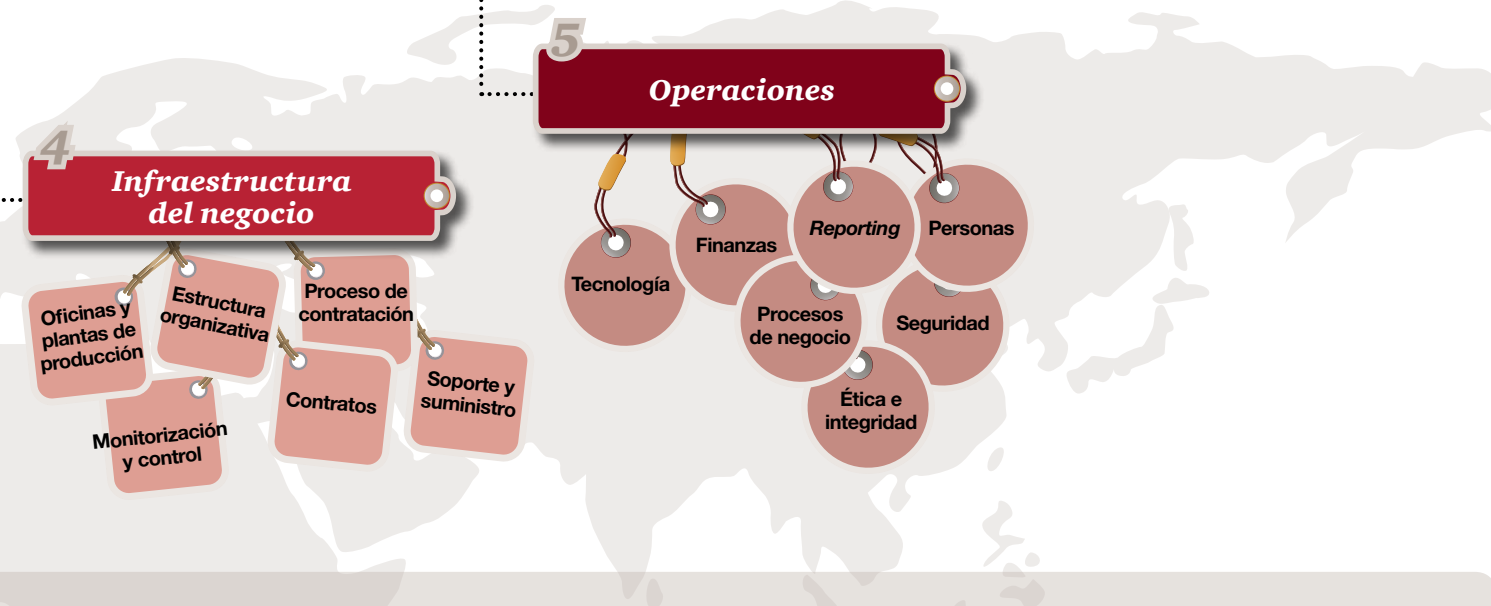 4
Infraestructura
del negocio
Oficinas y
plantas de
producción
Estructura
organizativa
Proceso de
contratación
Monitorización
y control
Contratos
Soporte y
suministro
5
Operaciones
Tecnología
Finanzas
Reporting
Personas
Procesos
de negocio
Seguridad
Ética e
integridad